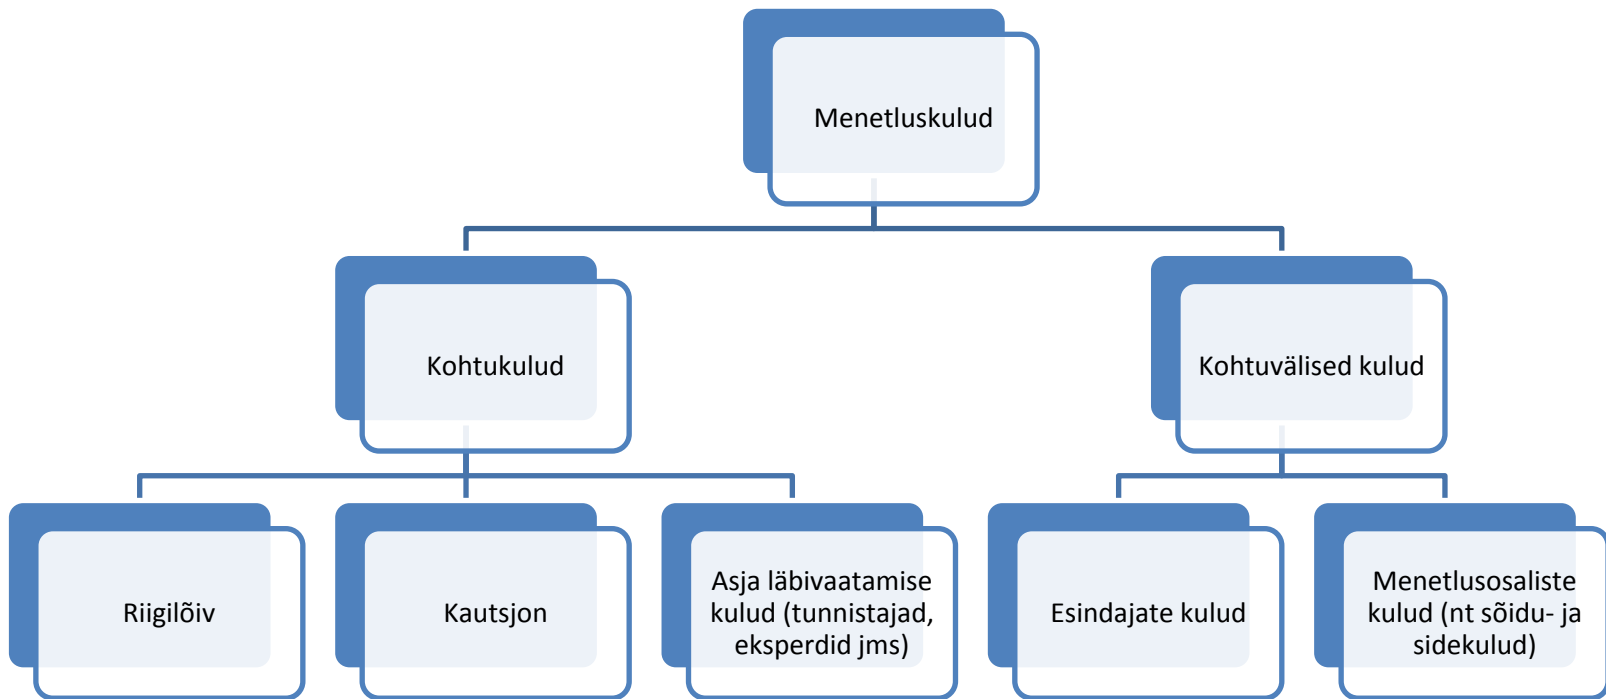 Menetluskulud
Kohtukulud
Kohtuvälised kulud
Riigilõiv
Kautsjon
Asja läbivaatamise
kulud (tunnistajad,
eksperdid jms)
Esindajate kulud
Menetlusosaliste
kulud (nt sõidu- ja
sidekulud)